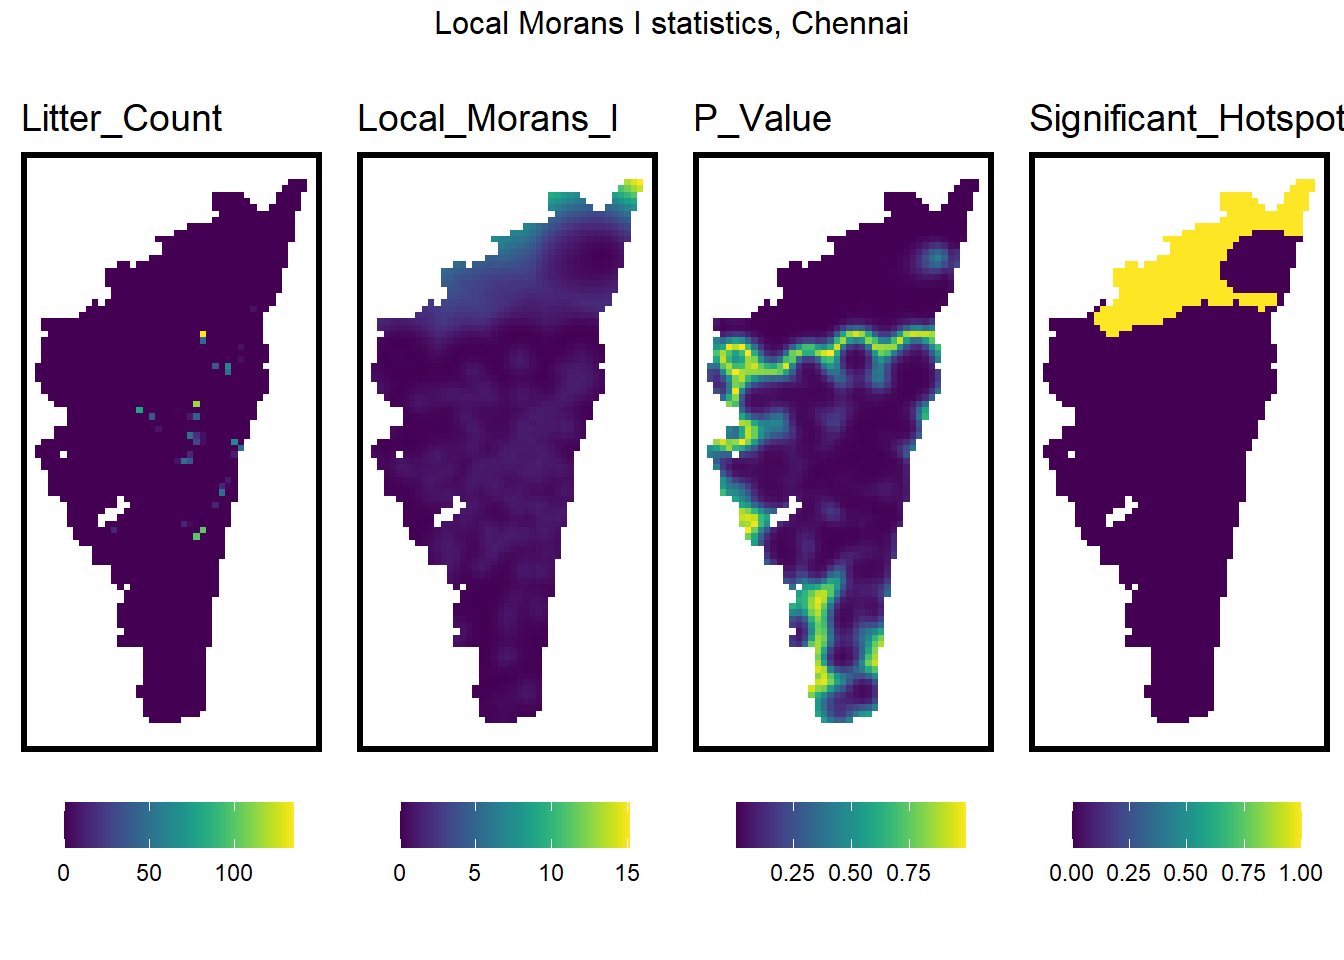 Local Morans I statistics, Chennai
Litter_Count
Local_Morans_I
P_Value
Significant_Hotspot
0 50 100
0 5 10 15
0.25 0.50 0.75
0.00 0.25 0.50 0.75 1.00